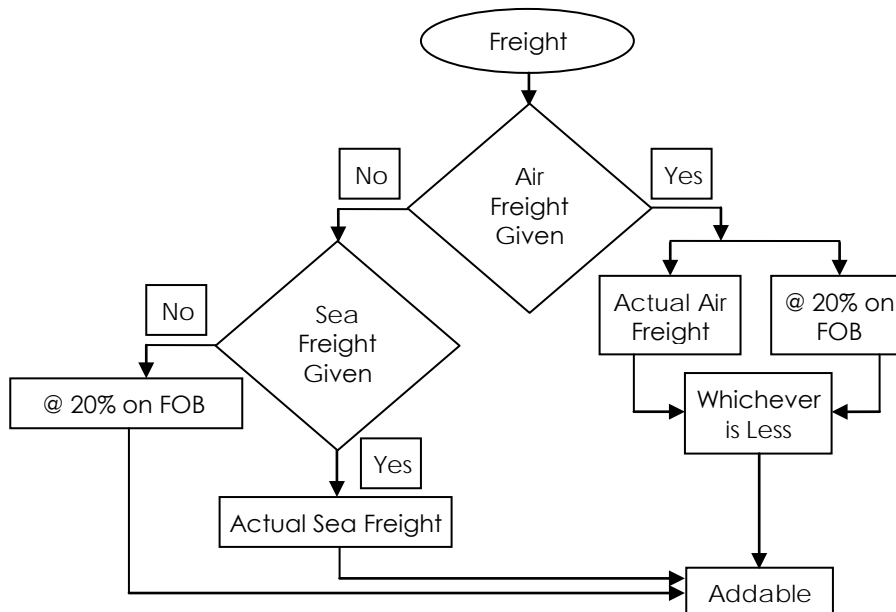 Freight
No
Air
Freight
Given
Yes
No
Sea
Freight
Given
Actual Air
Freight
@ 20% on
FOB
@ 20% on FOB
Whichever
is Less
Yes
Actual Sea Freight
Addable